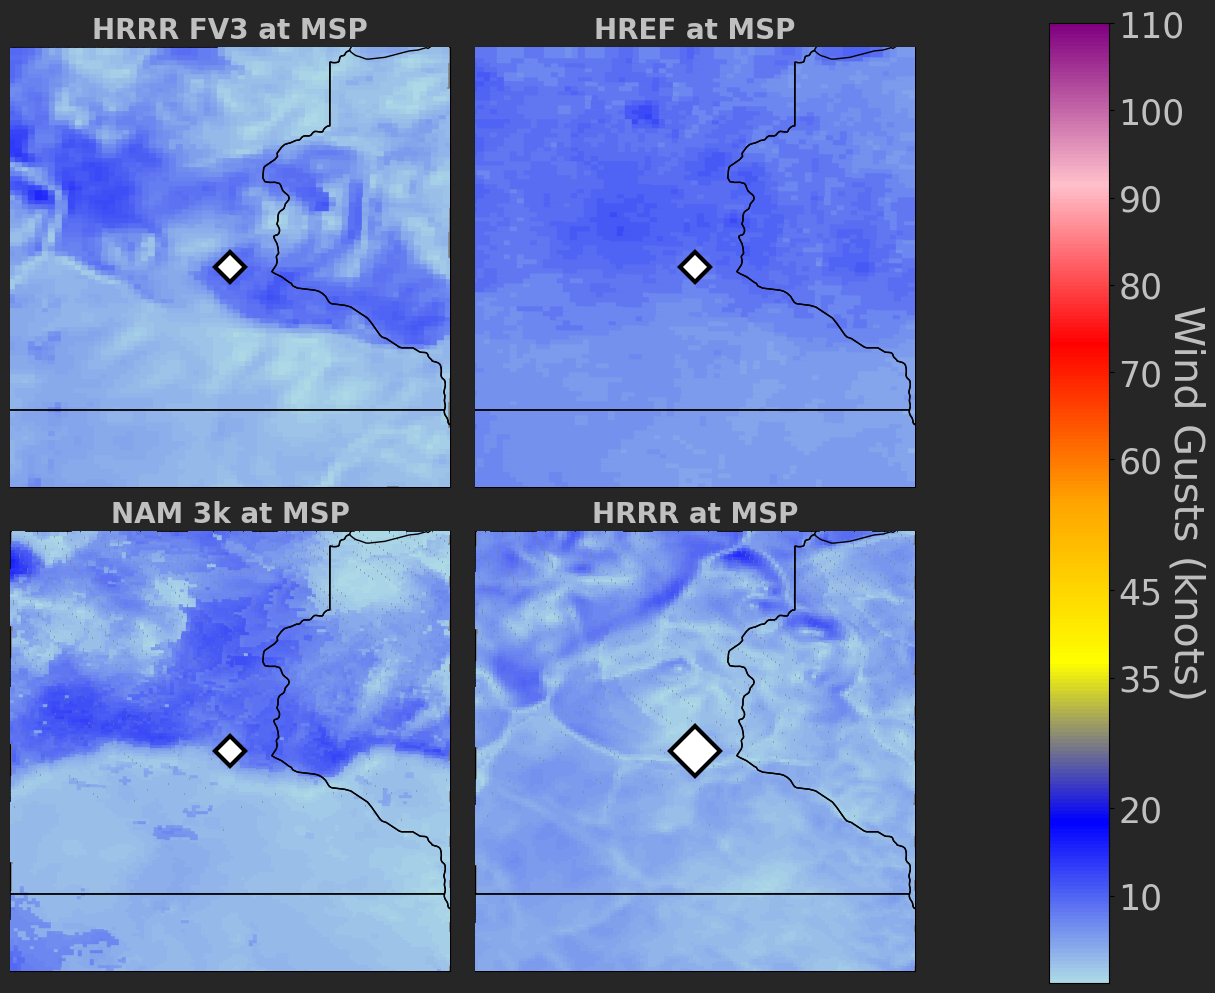 HRRR FV3 at MSP
HREF at MSP
NAM 3k at MSP
HRRR at MSP
110
100
90
80
70
60
45
35
20
10
Wind Gusts (knots)